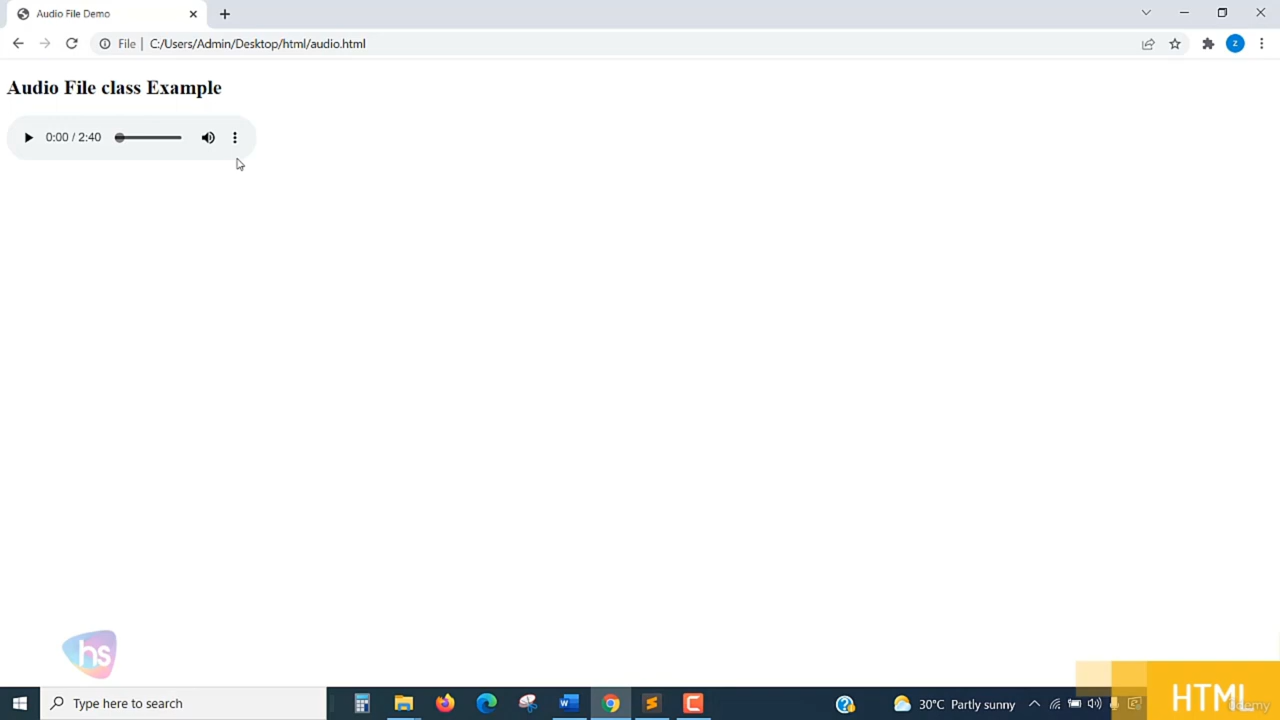 Audio File Demo
File
C:/Users/Admin/Desktop/html/audio.html
z
Audio File class Example
0:00 / 2:40
hs
Type here to search
30°C Partly sunny
HTML
Udemy